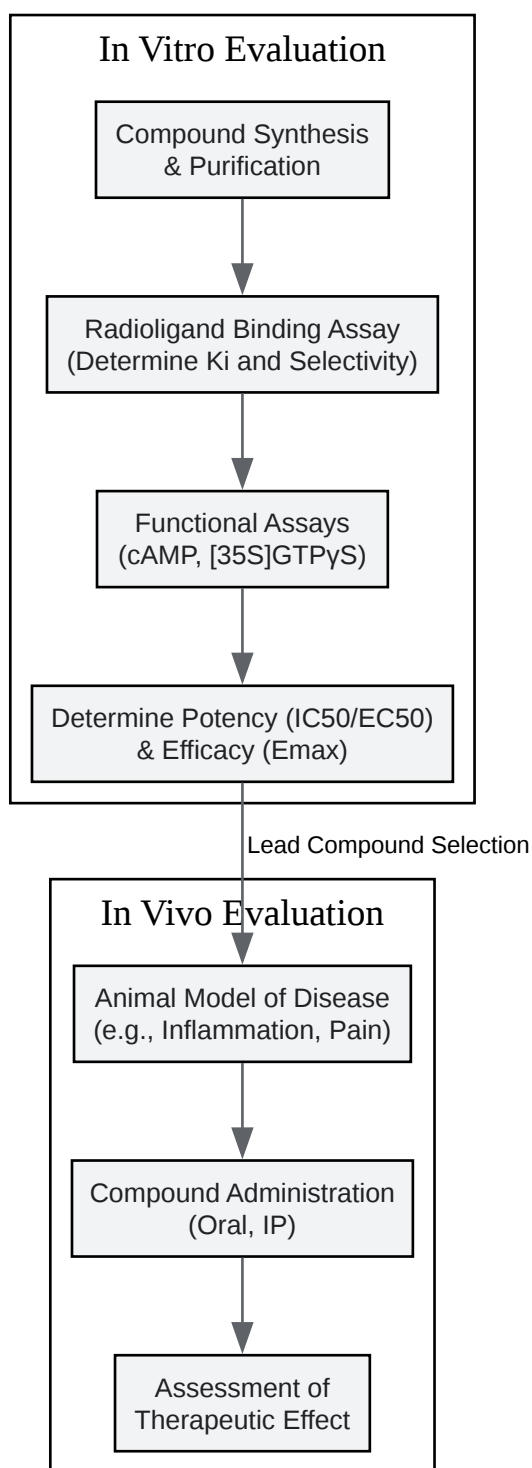 In Vitro Evaluation
Compound Synthesis
& Purification
Radioligand Binding Assay
(Determine Ki and Selectivity)
Functional Assays
(cAMP, [35S]GTPγS)
Determine Potency (IC50/EC50)
& Efficacy (Emax)
Lead Compound Selection
In Vivo Evaluation
Animal Model of Disease
(e.g., Inflammation, Pain)
Compound Administration
(Oral, IP)
Assessment of
Therapeutic Effect